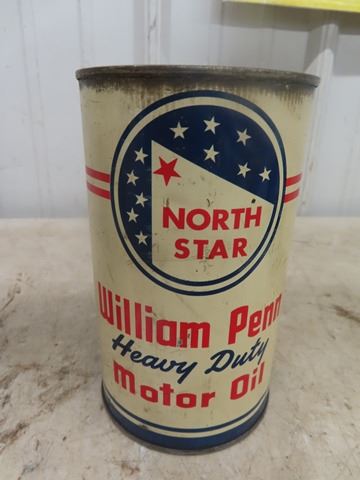 NORTH
STAR
William Penn
Heavy Duty
Motor Oil